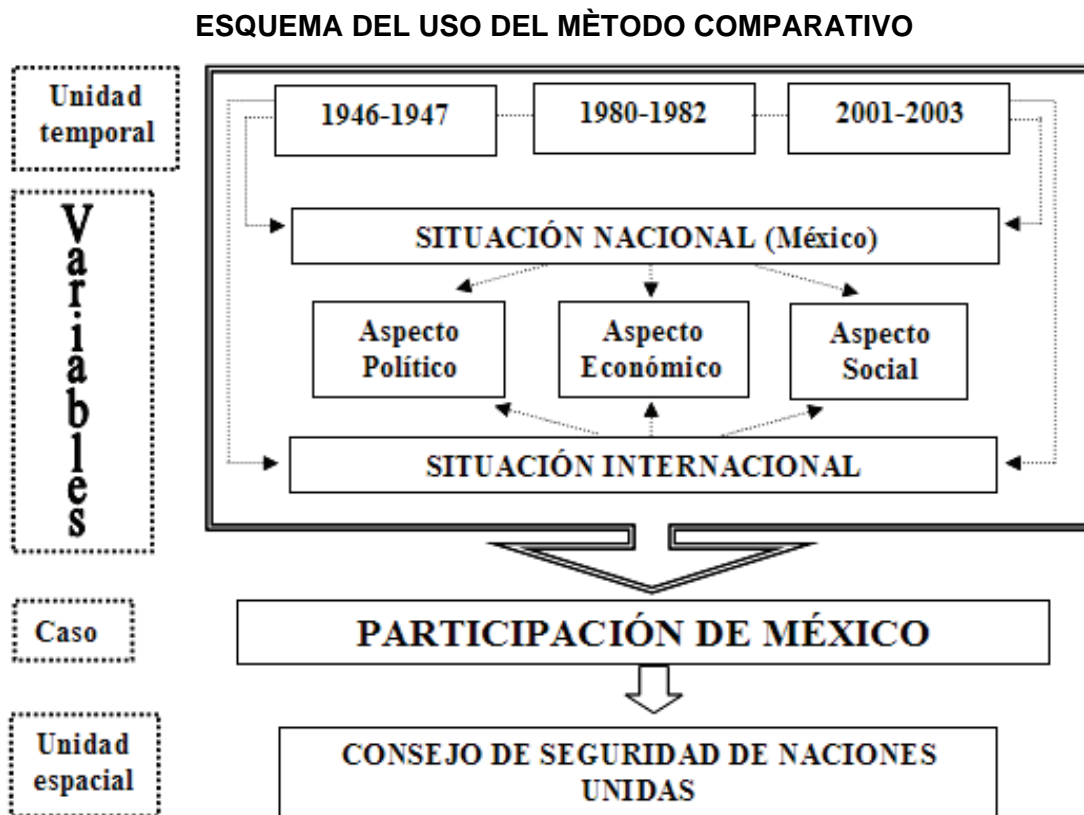 ESQUEMA DEL USO DEL MÈTODO COMPARATIVO
Unidad
temporal
1946-1947
1980-1982
2001-2003
Variables
SITUACIÓN NACIONAL (México)
Aspecto
Político
Aspecto
Económico
Aspecto
Social
SITUACIÓN INTERNACIONAL
Caso
PARTICIPACIÓN DE MÉXICO
Unidad
espacial
CONSEJO DE SEGURIDAD DE NACIONES
UNIDAS